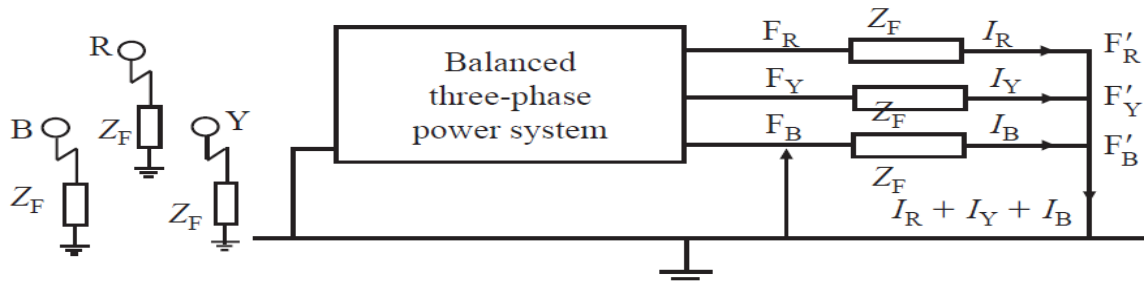 R
Z_F
B
Z_F
Y
Z_F
Balanced
three-phase
power system
F_R
Z_F
I_R
F′_R
F_Y
Z_F
I_Y
F′_Y
F_B
Z_F
I_B
F′_B
I_R + I_Y + I_B